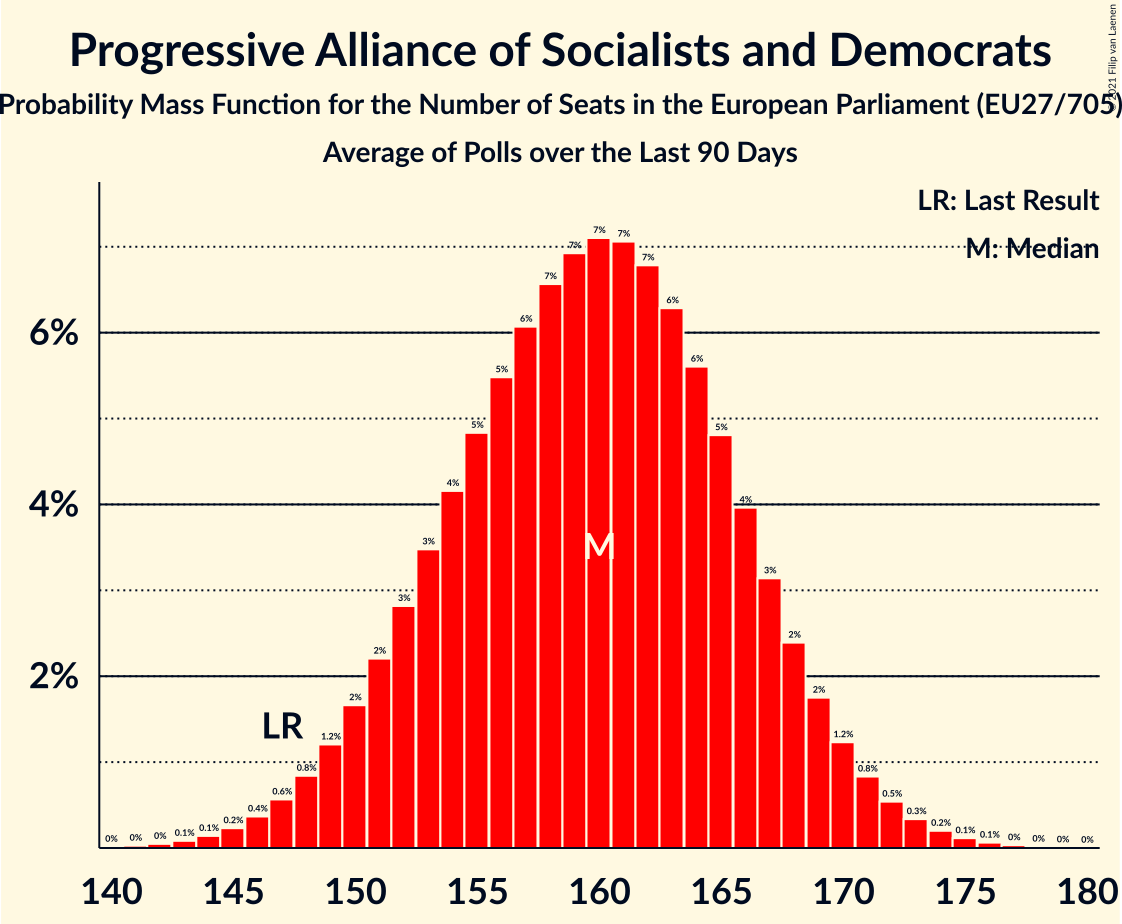 Progressive Alliance of Socialists and Democrats
Probability Mass Function for the Number of Seats in the European Parliament (EU27/705)
Average of Polls over the Last 90 Days
LR: Last Result
M: Median
6%
4%
2%
0% 0% 0% 0.1% 0.1% 0.2% 0.4% 0.6% 0.8% 1.2% 2% 2% 3% 3% 4% 5% 5% 6% 7% 7% 7% 7% 7% 6% 6% 5% 4% 3% 2% 2% 1.2% 0.8% 0.5% 0.3% 0.2% 0.1% 0.1% 0% 0% 0% 0%
LR
M
140 145 150 155 160 165 170 175 180
2021 Filip van Laenen